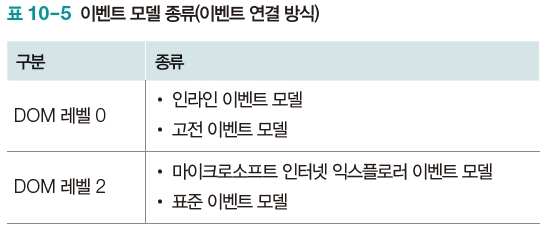 표 10-5 이벤트 모델 종류(이벤트 연결 방식)
구분 종류
DOM 레벨 0
• 인라인 이벤트 모델
• 고전 이벤트 모델
DOM 레벨 2
• 마이크로소프트 인터넷 익스플로러 이벤트 모델
• 표준 이벤트 모델